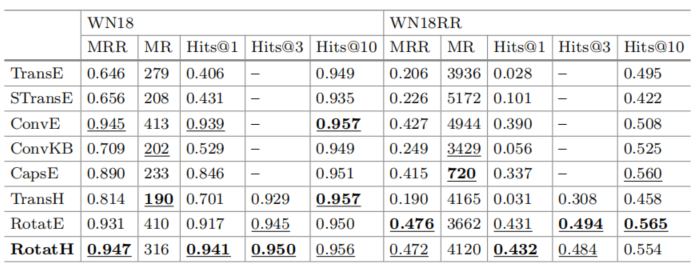 WN18 WN18RR
MRR MR Hits@1 Hits@3 Hits@10 MRR MR Hits@1 Hits@3 Hits@10
TransE 0.646 279 0.406 – 0.949 0.206 3936 0.028 – 0.495
STransE 0.656 208 0.431 0.935 0.226 5172 0.101 – 0.422
ConvE 0.945 413 0.939 – 0.957 0.427 4944 0.390 – 0.508
ConvKB 0.709 202 0.529 – 0.949 0.249 3429 0.056 – 0.525
CapsE 0.890 233 0.846 – 0.951 0.415 720 0.337 – 0.560
TransH 0.814 190 0.701 0.929 0.957 0.190 4165 0.031 0.308 0.458
RotatE 0.931 410 0.917 0.945 0.950 0.476 3662 0.431 0.494 0.565
RotatH 0.947 316 0.941 0.950 0.956 0.472 4120 0.432 0.484 0.554